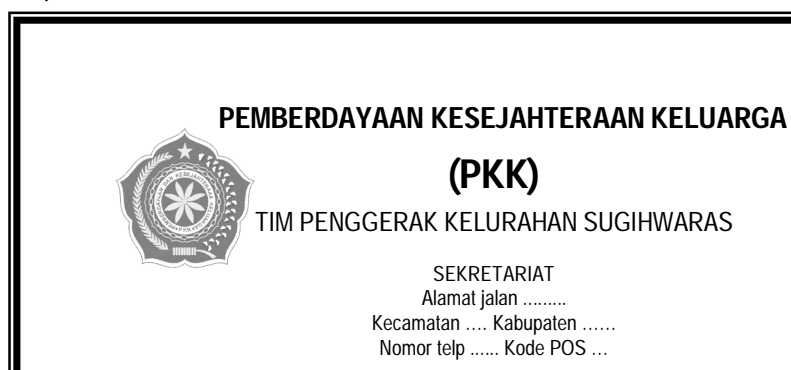 PEMBERDAYAAN KESEJAHTERAAN KELUARGA
(PKK)
TIM PENGGERAK KELURAHAN SUGIHWARAS
SEKRETARIAT
Alamat jalan .........
Kecamatan .... Kabupaten ......
Nomor telp ...... Kode POS ...